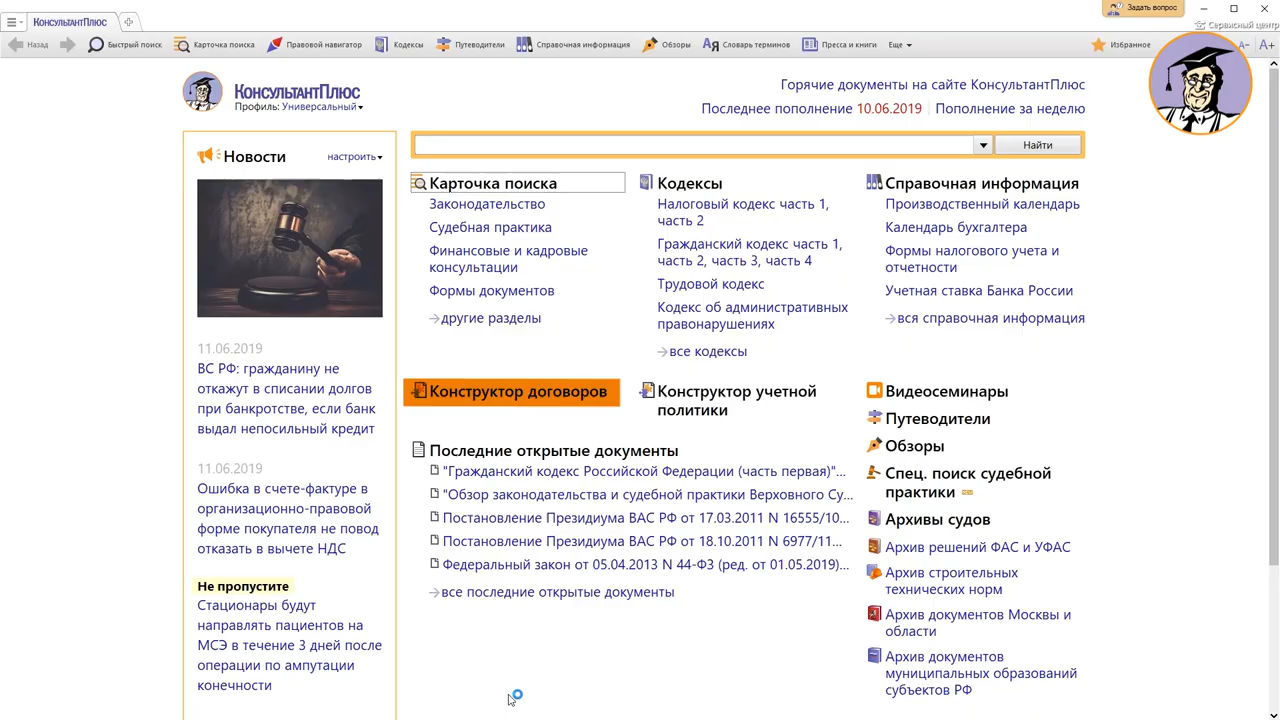 Задать вопрос
КонсультантПлюс
Сервисный центр
Назад
Быстрый поиск
Карточка поиска
Правовой навигатор
Кодексы
Путеводители
Справочная информация
Обзоры
Словарь терминов
Пресса и книги
Еще
Избранное
А-
А+
КонсультантПлюс
Профиль: Универсальный
Горячие документы на сайте КонсультантПлюс
Последнее пополнение 10.06.2019 | Пополнение за неделю
Новости
настроить
11.06.2019
ВС РФ: гражданину не
откажут в списании долгов
при банкротстве, если банк
выдал непосильный кредит
11.06.2019
Ошибка в счете-фактуре в
организационно-правовой
форме покупателя не повод
отказать в вычете НДС
Не пропустите
Стационары будут
направлять пациентов на
МСЭ в течение 3 дней после
операции по ампутации
конечности
Найти
Карточка поиска
Законодательство
Судебная практика
Финансовые и кадровые
консультации
Формы документов
другие разделы
Кодексы
Налоговый кодекс часть 1,
часть 2
Гражданский кодекс часть 1,
часть 2, часть 3, часть 4
Трудовой кодекс
Кодекс об административных
правонарушениях
все кодексы
Справочная информация
Производственный календарь
Календарь бухгалтера
Формы налогового учета и
отчетности
Учетная ставка Банка России
вся справочная информация
Конструктор договоров
Конструктор учетной
политики
Последние открытые документы
"Гражданский кодекс Российской Федерации (часть первая)"...
"Обзор законодательства и судебной практики Верховного Су...
Постановление Президиума ВАС РФ от 17.03.2011 N 16555/10...
Постановление Президиума ВАС РФ от 18.10.2011 N 6977/11...
Федеральный закон от 05.04.2013 N 44-ФЗ (ред. от 01.05.2019)...
все последние открытые документы
Видеосеминары
Путеводители
Обзоры
Спец. поиск судебной
практики
Архивы судов
Архив решений ФАС и УФАС
Архив строительных
технических норм
Архив документов Москвы и
области
Архив документов
муниципальных образований
субъектов РФ